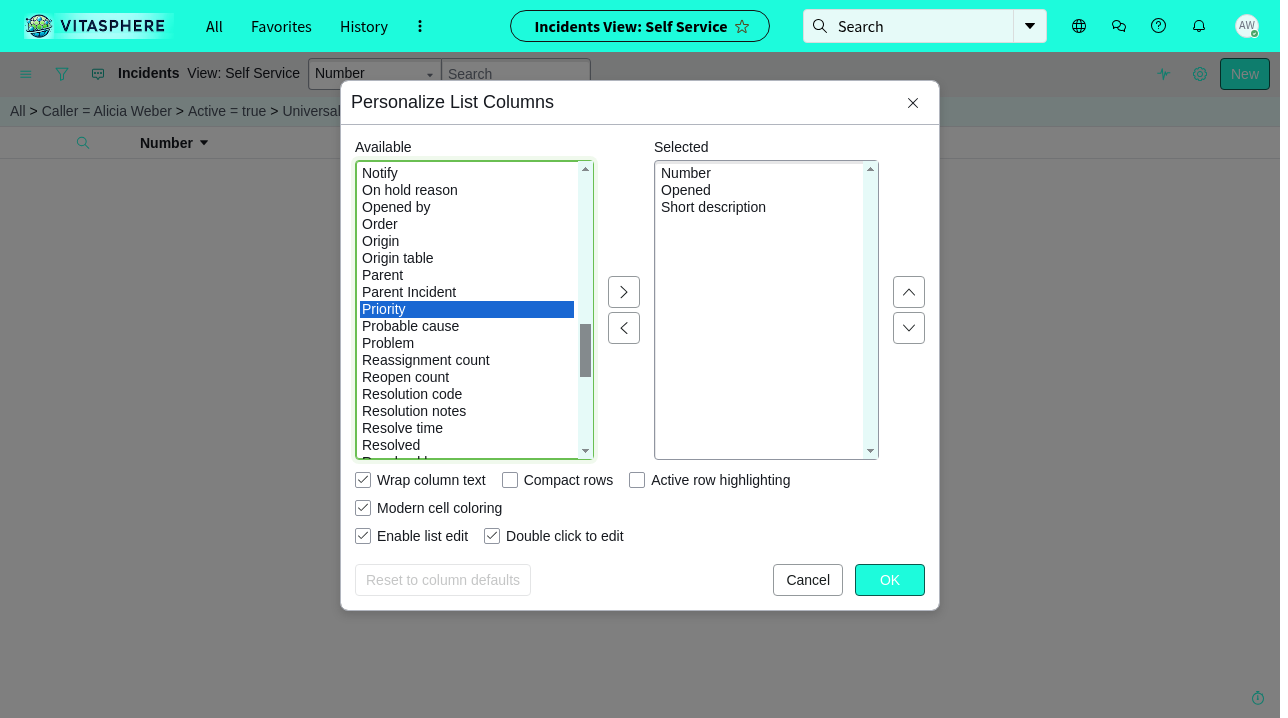 VITASPHERE All Favorites History Incidents View: Self Service Search AW
Incidents View: Self Service Number Search New
All > Caller = Alicia Weber > Active = true > Universal
Number
Personalize List Columns
Available
Notify
On hold reason
Opened by
Order
Origin
Origin table
Parent
Parent Incident
Priority
Probable cause
Problem
Reassignment count
Reopen count
Resolution code
Resolution notes
Resolve time
Resolved
Selected
Number
Opened
Short description
Wrap column text Compact rows Active row highlighting
Modern cell coloring
Enable list edit Double click to edit
Reset to column defaults Cancel OK